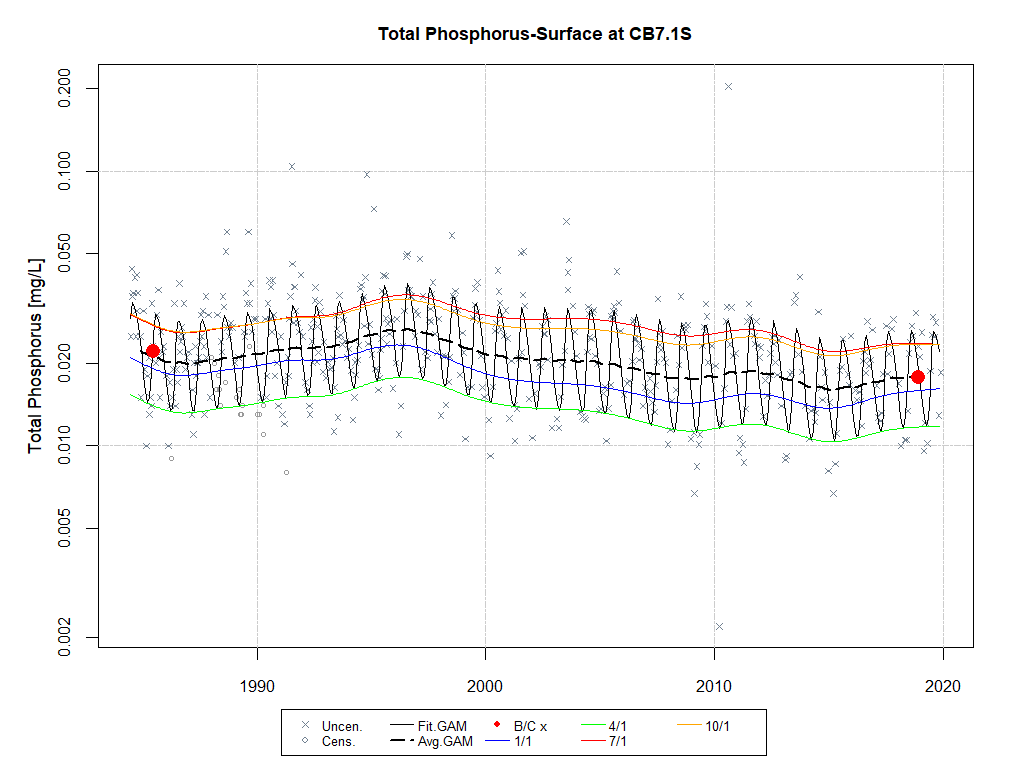 Total Phosphorus-Surface at CB7.1S
Total Phosphorus [mg/L]
0.200
0.100
0.050
0.020
0.010
0.005
0.002
1990 2000 2010 2020
Uncen. Fit.GAM B/C x 4/1 10/1
Cens. Avg.GAM 1/1 7/1